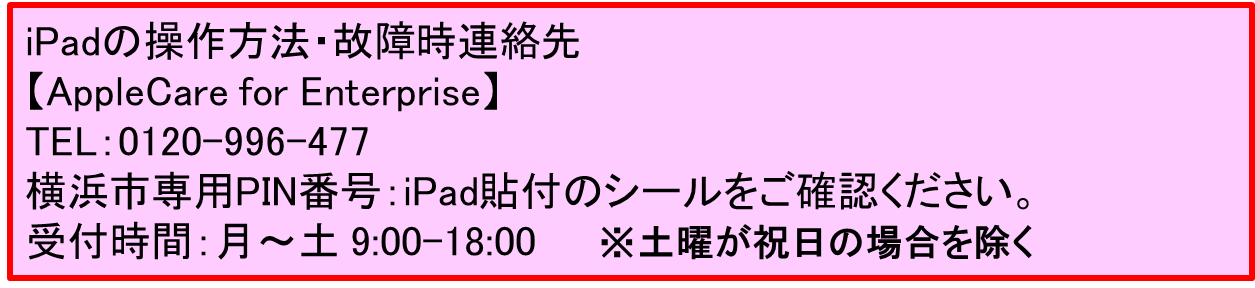 iPadの操作方法・故障時連絡先
【AppleCare for Enterprise】
TEL：0120-996-477
横浜市専用PIN番号：iPad貼付のシールをご確認ください。
受付時間：月～土 9:00-18:00　※土曜が祝日の場合を除く